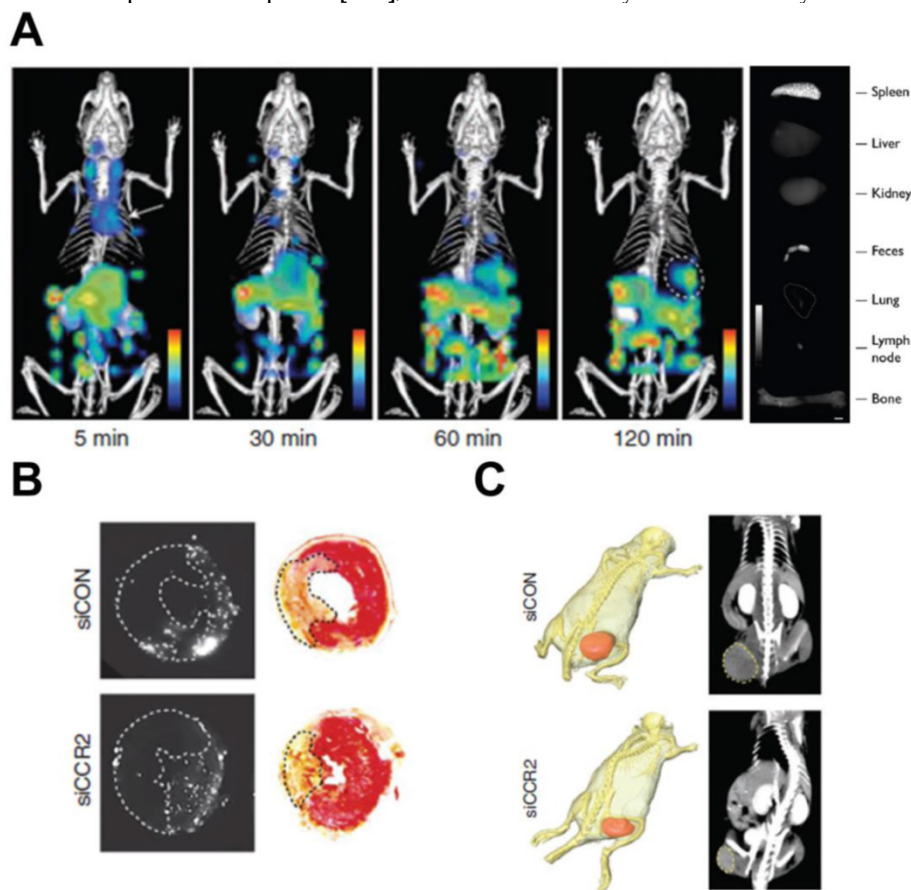 A
Spleen
Liver
Kidney
Feces
Lung
Lymph
node
Bone
5 min
30 min
60 min
120 min
B
C
siCON
siCCR2
siCON
siCCR2